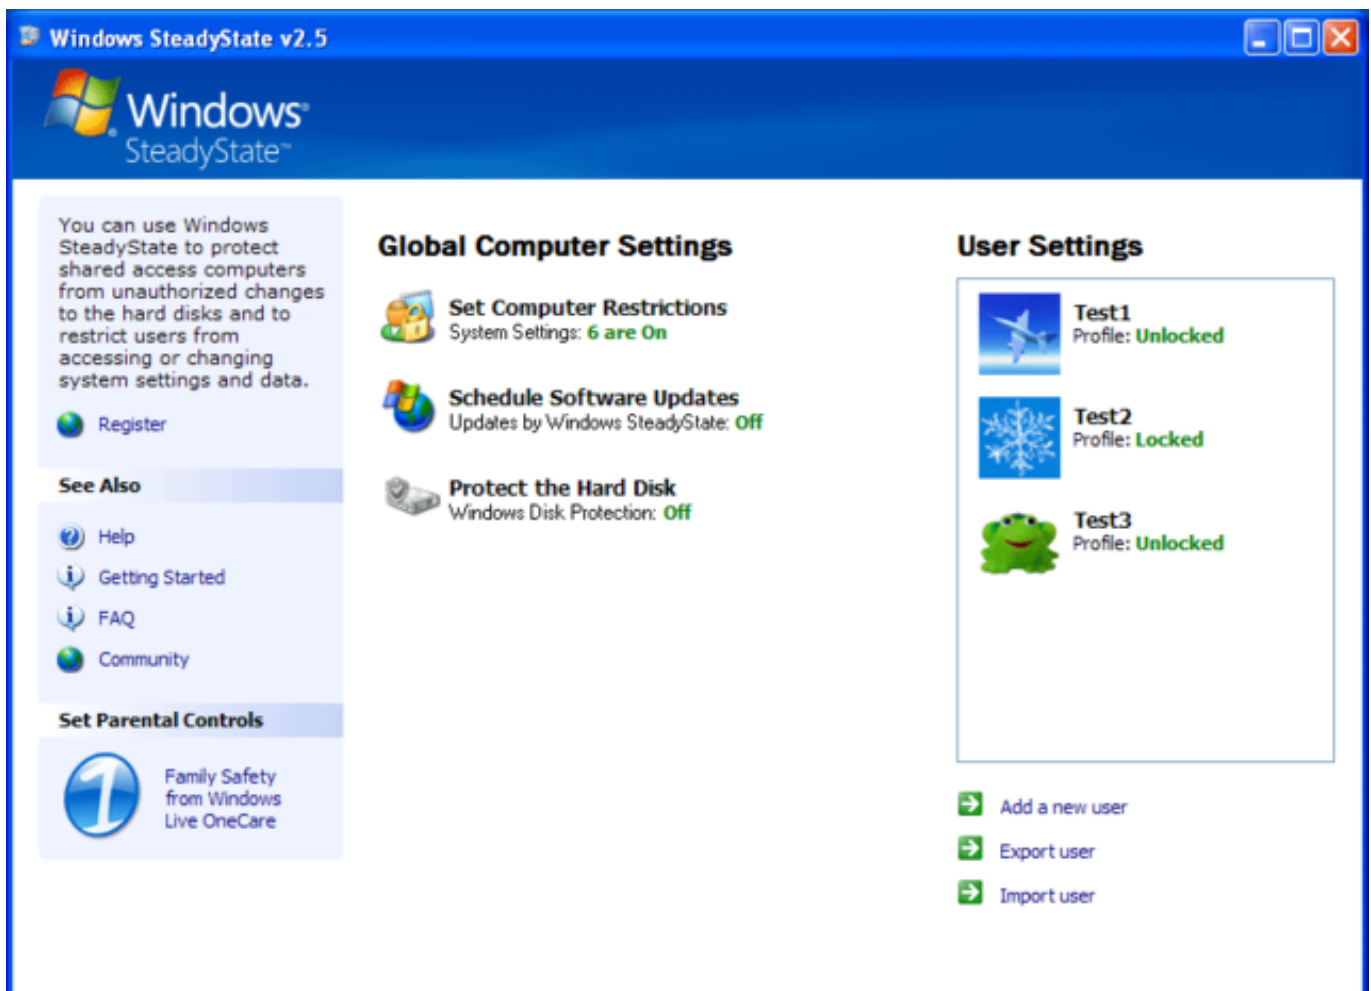 Windows SteadyState v2.5
Windows®
SteadyState™
You can use Windows
SteadyState to protect
shared access computers
from unauthorized changes
to the hard disks and to
restrict users from
accessing or changing
system settings and data.
Register
See Also
Help
Getting Started
FAQ
Community
Set Parental Controls
1
Family Safety
from Windows
Live OneCare
Global Computer Settings
Set Computer Restrictions
System Settings: 6 are On
Schedule Software Updates
Updates by Windows SteadyState: Off
Protect the Hard Disk
Windows Disk Protection: Off
User Settings
Test1
Profile: Unlocked
Test2
Profile: Locked
Test3
Profile: Unlocked
Add a new user
Export user
Import user